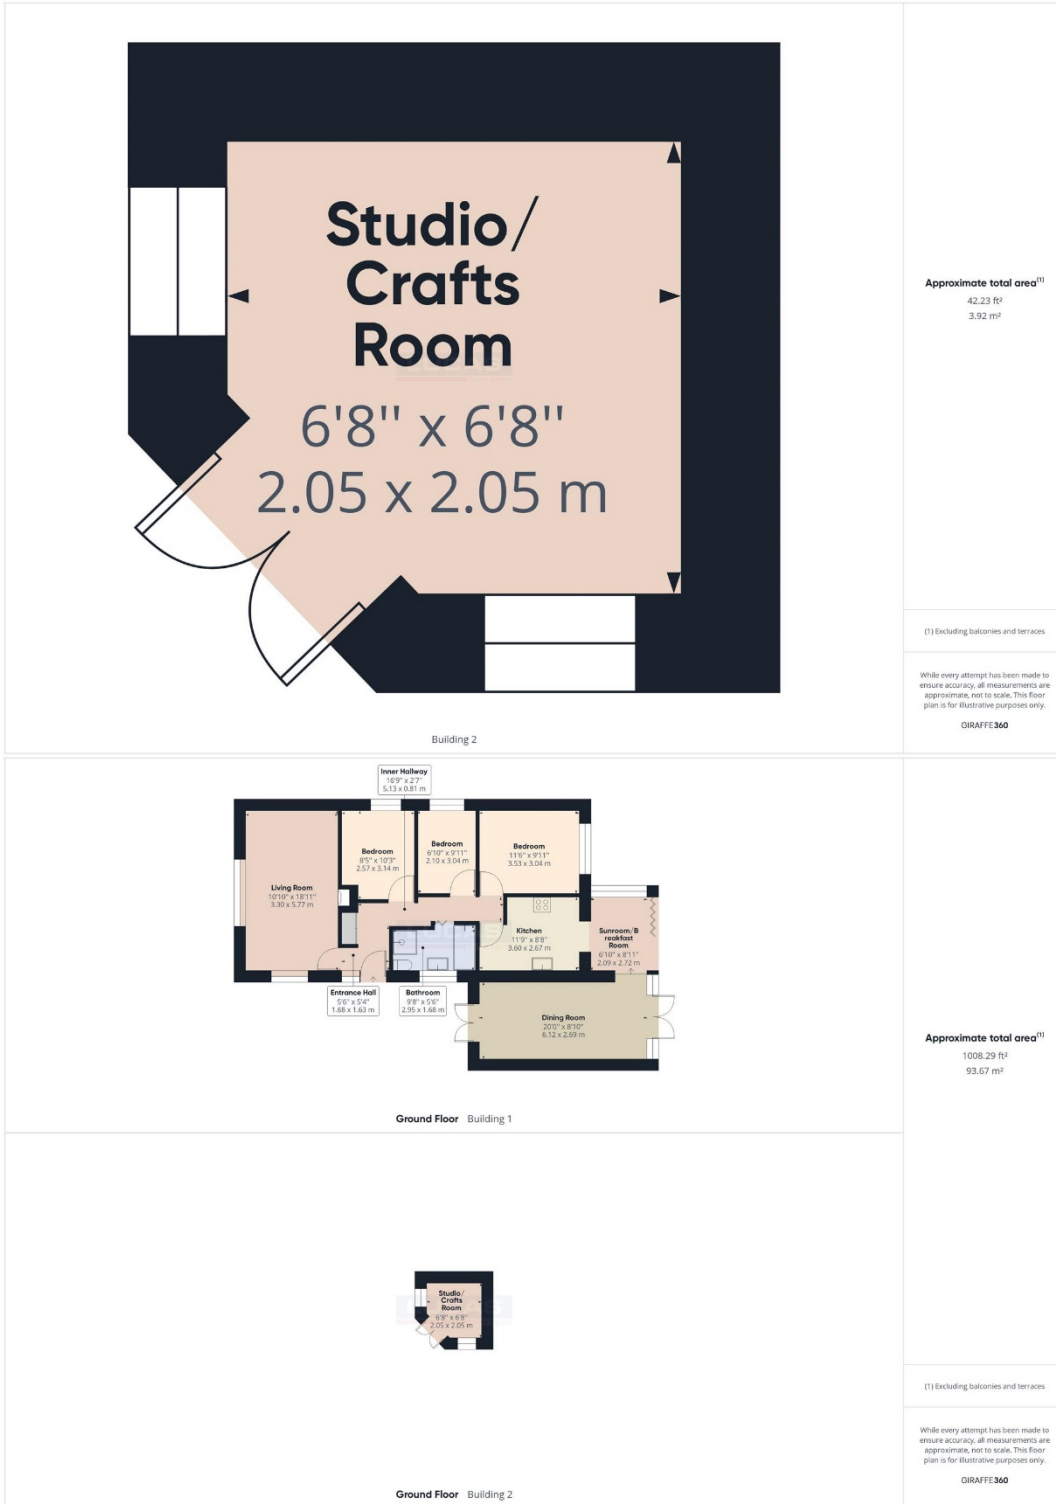 Studio/
Crafts
Room
6'8'' x 6'8''
2.05 x 2.05 m
Building 2
Approximate total area(1)
42.23 ft²
3.92 m²
(1) Excluding balconies and terraces
While every attempt has been made to
ensure accuracy, all measurements are
approximate, not to scale. This floor
plan is for illustrative purposes only.
GIRAFFE360
Inner Hallway
16'9" x 2'7"
5.13 x 0.81 m
Bedroom
8'5" x 10'3"
2.57 x 3.14 m
Bedroom
6'10" x 9'11"
2.10 x 3.04 m
Bedroom
11'6" x 9'11"
3.53 x 3.04 m
Living Room
10'10" x 18'11"
3.30 x 5.77 m
Kitchen
11'9" x 8'8"
3.60 x 2.67 m
Sunroom/B
reakfast
Room
6'10" x 8'11"
2.09 x 2.72 m
Entrance Hall
5'6" x 5'4"
1.68 x 1.63 m
Bathroom
9'8" x 5'6"
2.95 x 1.68 m
Dining Room
20'0" x 8'10"
6.12 x 2.69 m
Ground Floor Building 1
Approximate total area(1)
1008.29 ft²
93.67 m²
Studio/
Crafts
Room
6'8" x 6'8"
2.05 x 2.05 m
Ground Floor Building 2
(1) Excluding balconies and terraces
While every attempt has been made to
ensure accuracy, all measurements are
approximate, not to scale. This floor
plan is for illustrative purposes only.
GIRAFFE360